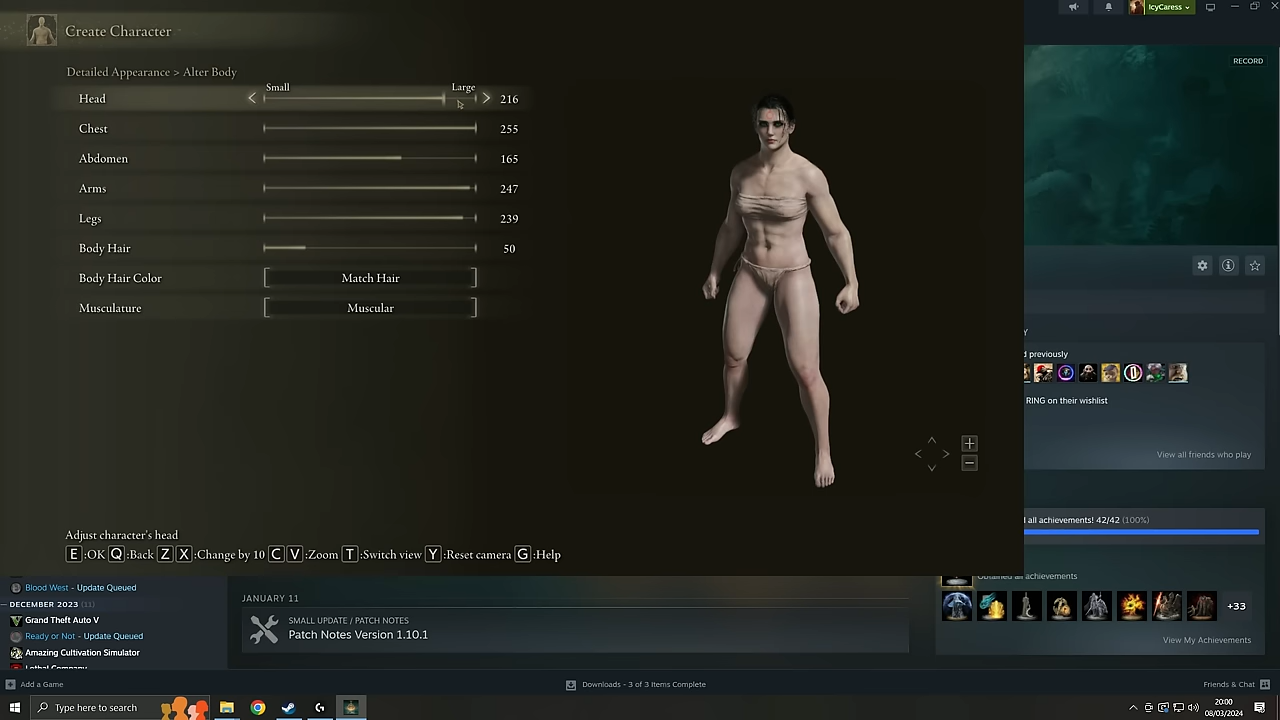 Create Character
IcyCaress
RECORD
Detailed Appearance > Alter Body
Small
Large
Head 216
Chest 255
Abdomen 165
Arms 247
Legs 239
Body Hair 50
Body Hair Color Match Hair
Musculature Muscular
d previously
RING on their wishlist
View all friends who play
l all achievements! 42/42 (100%)
Adjust character's head
E :OK Q :Back Z X :Change by 10 C V :Zoom T :Switch view Y :Reset camera G :Help
Obtained all achievements
+33
View My Achievements
Blood West - Update Queued
DECEMBER 2023 (11)
Grand Theft Auto V
Ready or Not - Update Queued
Amazing Cultivation Simulator
JANUARY 11
SMALL UPDATE / PATCH NOTES
Patch Notes Version 1.10.1
Add a Game
Downloads - 3 of 3 Items Complete
Friends & Chat
Type here to search
20:00
08/03/2024